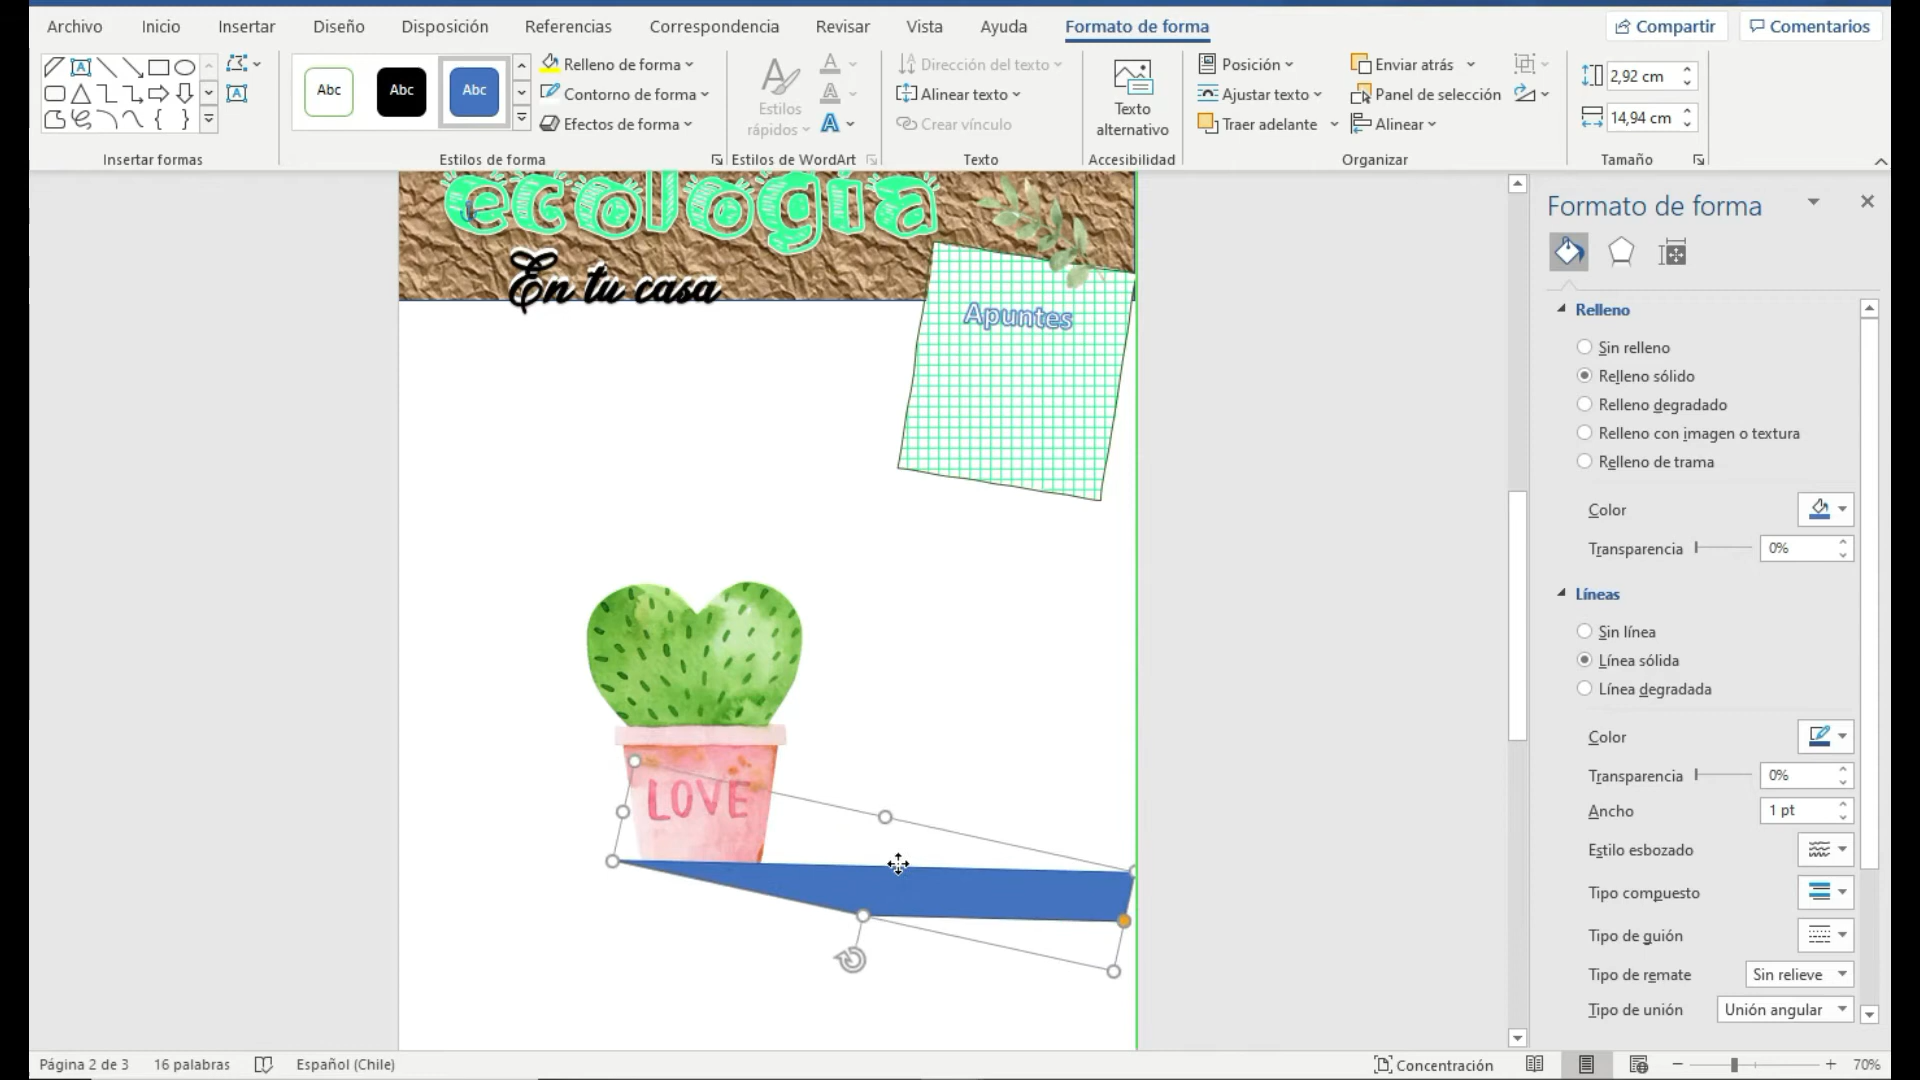 Archivo Inicio Insertar Diseño Disposición Referencias Correspondencia Revisar Vista Ayuda Formato de forma Compartir Comentarios
Abc Abc Abc
Relleno de forma
Contorno de forma
Efectos de forma
Estilos rápidos
Dirección del texto
Alinear texto
Crear vínculo
Texto alternativo
Posición
Ajustar texto
Traer adelante
Enviar atrás
Panel de selección
Alinear
2,92 cm
14,94 cm
Insertar formas Estilos de forma Estilos de WordArt Texto Accesibilidad Organizar Tamaño
ecología
En tu casa
Apuntes
LOVE
Formato de forma
Relleno
Sin relleno
Relleno sólido
Relleno degradado
Relleno con imagen o textura
Relleno de trama
Color
Transparencia 0%
Líneas
Sin línea
Línea sólida
Línea degradada
Color
Transparencia 0%
Ancho 1 pt
Estilo esbozado
Tipo compuesto
Tipo de guión
Tipo de remate Sin relieve
Tipo de unión Unión angular
Página 2 de 3 16 palabras Español (Chile) Concentración 70%